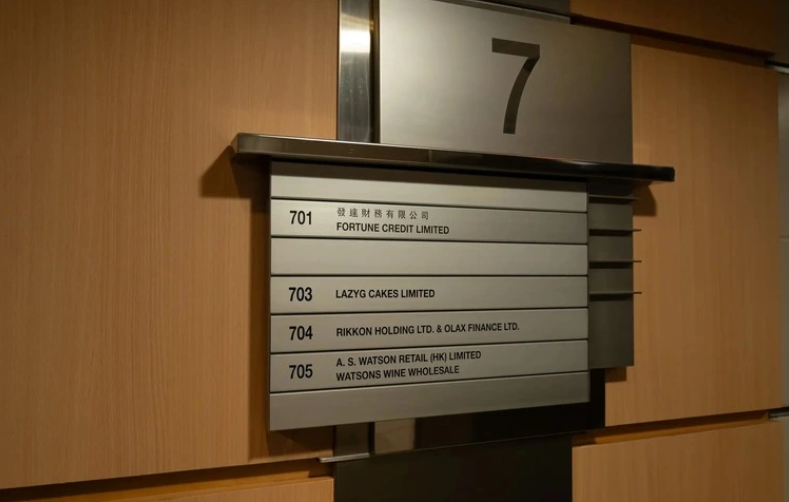 7
701 發達財務有限公司
FORTUNE CREDIT LIMITED
703 LAZYG CAKES LIMITED
704 RIKKON HOLDING LTD. & OLAX FINANCE LTD.
705 A. S. WATSON RETAIL (HK) LIMITED
WATSONS WINE WHOLESALE